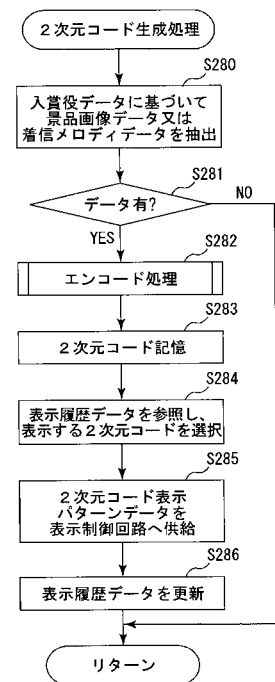 ２次元コード生成処理
S280
入賞役データに基づいて
景品画像データ又は
着信メロディデータを抽出
S281
データ有?
NO
YES
S282
エンコード処理
S283
２次元コード記憶
S284
表示履歴データを参照し、
表示する２次元コードを選択
S285
２次元コード表示
パターンデータを
表示制御回路へ供給
S286
表示履歴データを更新
リターン